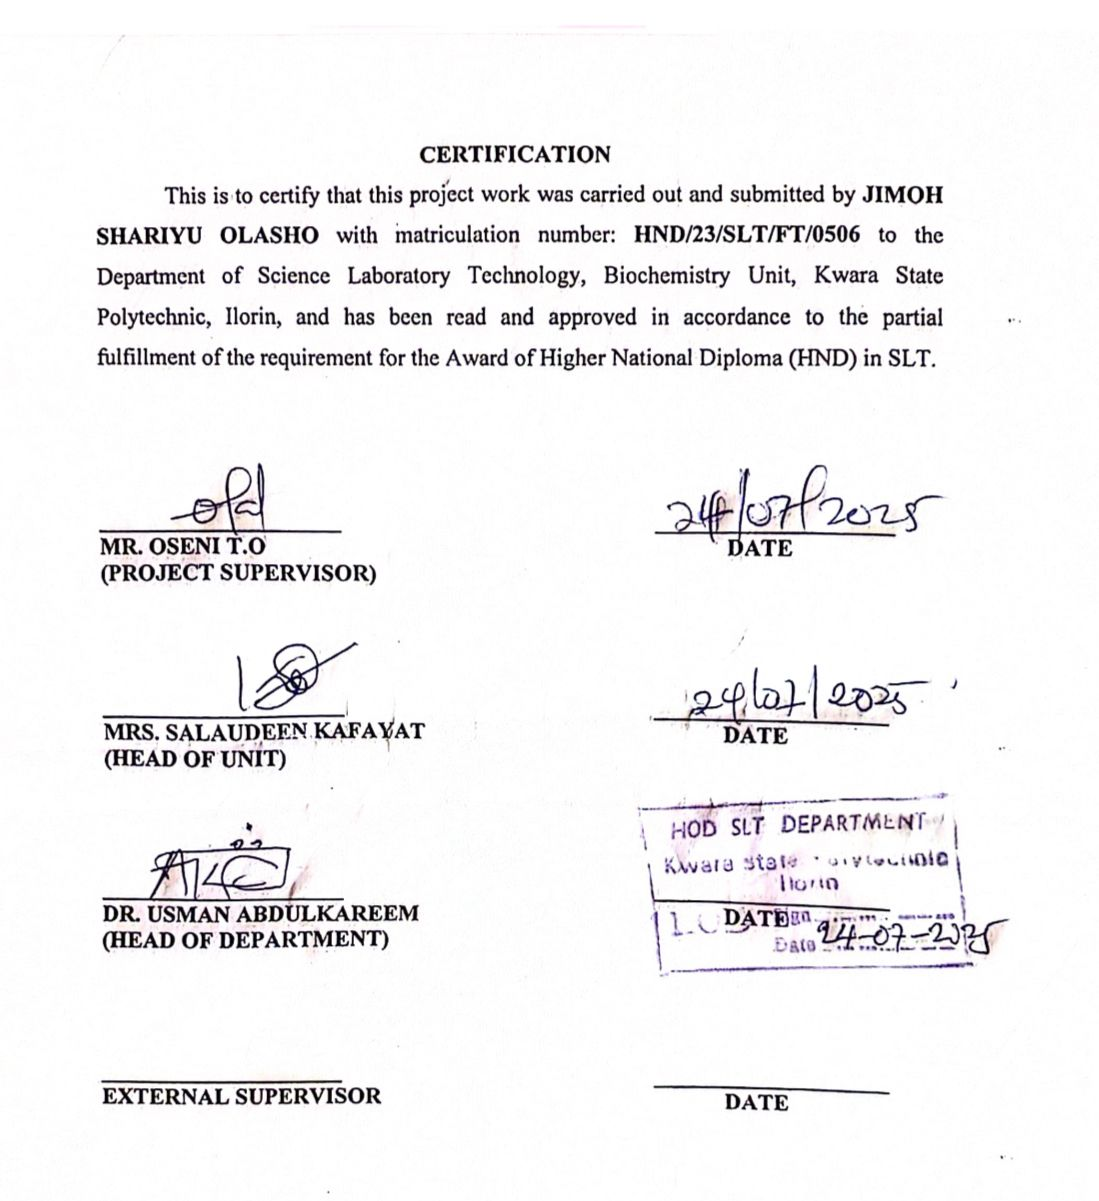 CERTIFICATION
This is to certify that this project work was carried out and submitted by JIMOH
SHARIYU OLASHO with matriculation number: HND/23/SLT/FT/0506 to the
Department of Science Laboratory Technology, Biochemistry Unit, Kwara State
Polytechnic, Ilorin, and has been read and approved in accordance to the partial
fulfillment of the requirement for the Award of Higher National Diploma (HND) in SLT.
24/07/2025
MR. OSENI T.O
DATE
(PROJECT SUPERVISOR)
24/07/2025
MRS. SALAUDEEN KAFAYAT
DATE
(HEAD OF UNIT)
HOD SLT DEPARTMENT
Kwara State
Ilorin
DR. USMAN ABDULKAREEM
DATE
(HEAD OF DEPARTMENT)
Date 24-07-2025
EXTERNAL SUPERVISOR
DATE